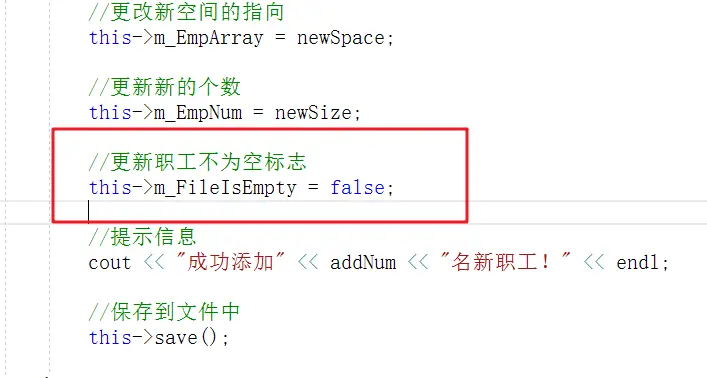 //更改新空间的指向
this->m_EmpArray = newSpace;
//更新新的个数
this->m_EmpNum = newSize;
//更新职工不为空标志
this->m_FileIsEmpty = false;
//提示信息
cout << "成功添加" << addNum << "名新职工！" << endl;
//保存到文件中
this->save();